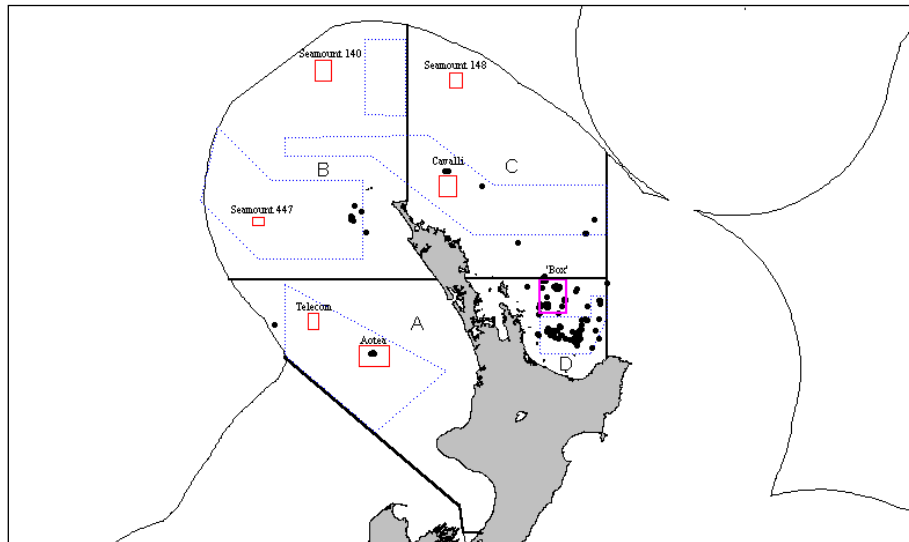 Seamount 140
Seamount 148
C
Cavalli
B
Seamount 447
'Box'
Telecom
A
Aotea
D